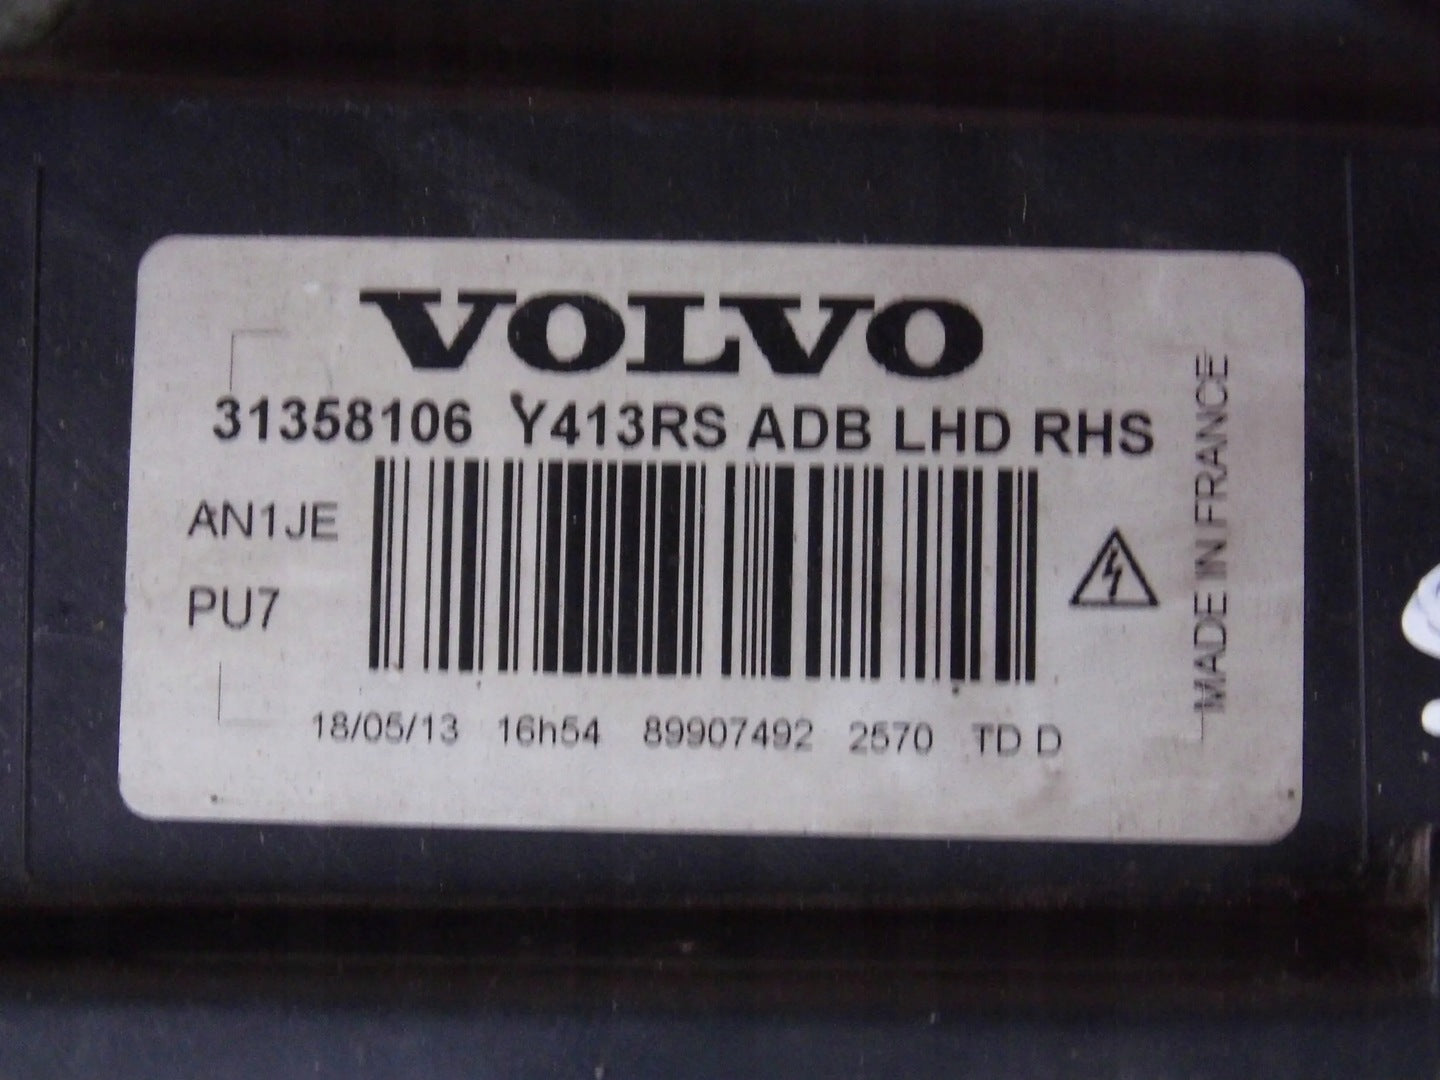 VOLVO
31358106 Y413RS ADB LHD RHS
AN1JE
PU7
18/05/13 16h54 89907492 2570 TD D
MADE IN FRANCE